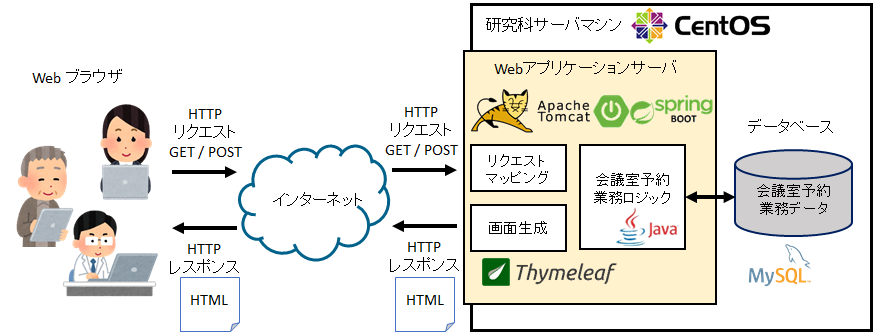 研究科サーバマシン
CentOS
Webアプリケーションサーバ
Web ブラウザ
Apache
Tomcat
spring
BOOT
HTTP
リクエスト
GET / POST
HTTP
リクエスト
GET / POST
データベース
リクエスト
マッピング
会議室予約
業務ロジック
Java
会議室予約
業務データ
インターネット
画面生成
HTTP
レスポンス
HTML
HTTP
レスポンス
HTML
Thymeleaf
MySQL